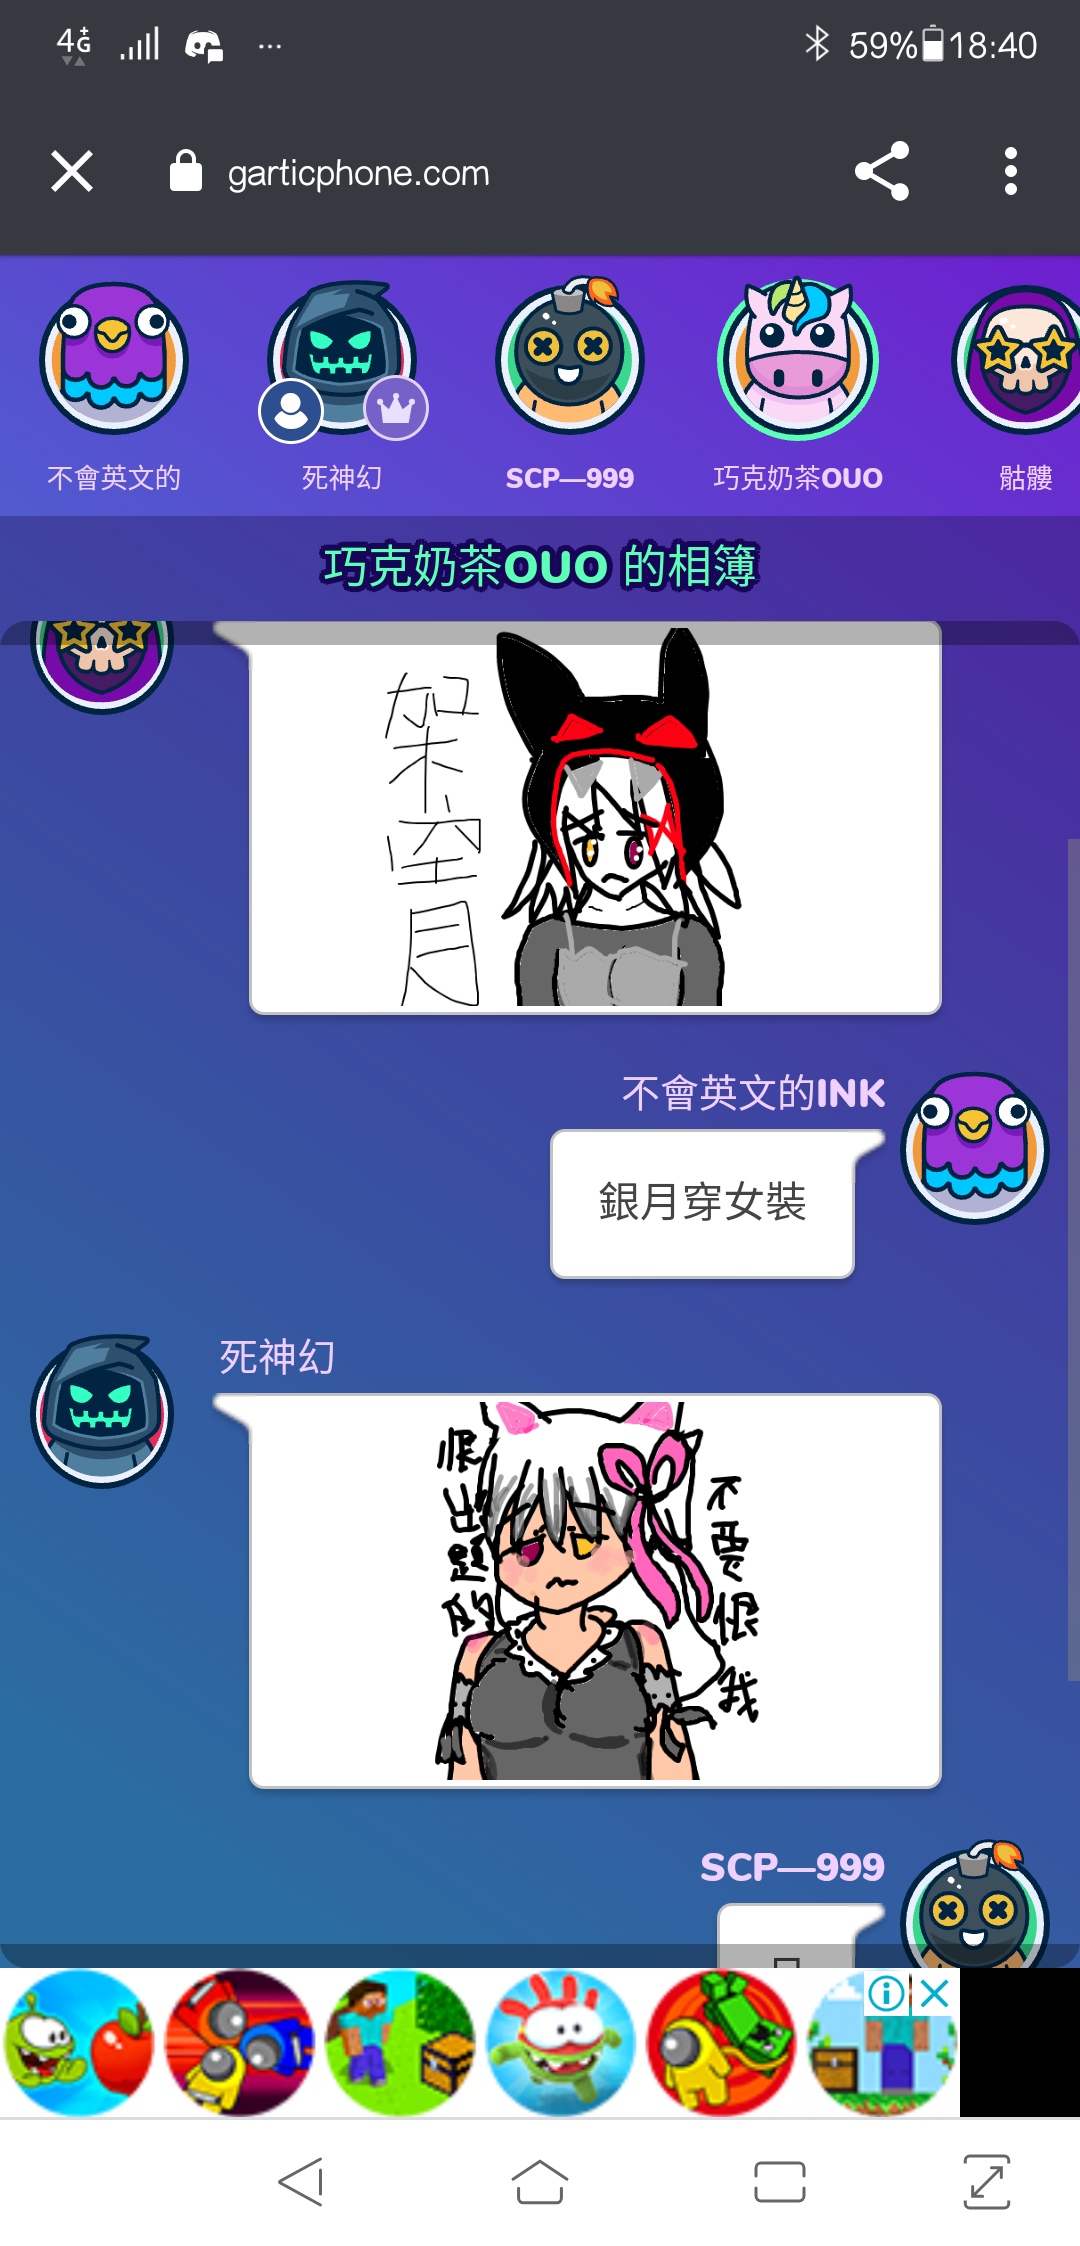 4G
59%
18:40
garticphone.com
不會英文的
死神幻
SCP—999
巧克奶茶OUO
骷髏
巧克奶茶OUO 的相簿
架空月
不會英文的INK
銀月穿女裝
死神幻
恨出題的
不要恨我
SCP—999